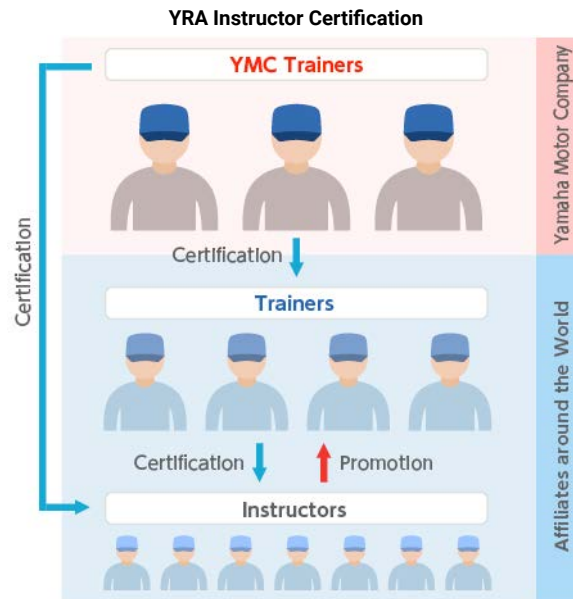 YRA Instructor Certification
YMC Trainers
Yamaha Motor Company
Certification
Certification
Trainers
Affiliates around the World
Certification
Promotion
Instructors